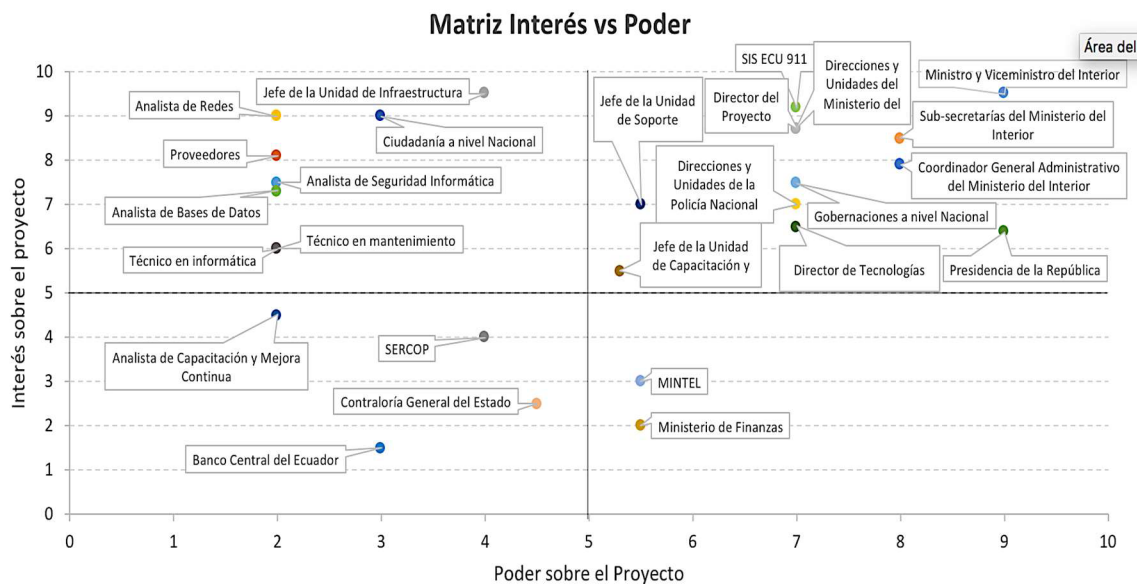 Matriz Interés vs Poder
Área del
Interés sobre el proyecto
10
9
8
7
6
5
4
3
2
1
0
Analista de Redes
Jefe de la Unidad de Infraestructura
Ciudadanía a nivel Nacional
Proveedores
Analista de Seguridad Informática
Analista de Bases de Datos
Técnico en mantenimiento
Técnico en informática
Jefe de la Unidad
de Soporte
SIS ECU 911
Director del
Proyecto
Direcciones y
Unidades del
Ministerio del
Ministro y Viceministro del Interior
Sub-secretarías del Ministerio del
Interior
Coordinador General Administrativo
del Ministerio del Interior
Direcciones y
Unidades de la
Policía Nacional
Gobernaciones a nivel Nacional
Jefe de la Unidad
de Capacitación y
Director de Tecnologías
Presidencia de la República
Analista de Capacitación y Mejora
Continua
SERCOP
Contraloría General del Estado
Banco Central del Ecuador
MINTEL
Ministerio de Finanzas
0 1 2 3 4 5 6 7 8 9 10
Poder sobre el Proyecto